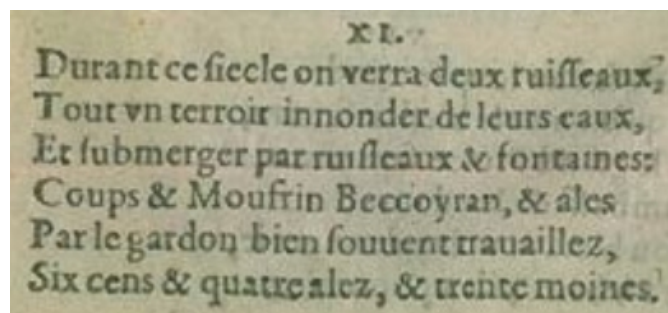 XI.
Durant ce siecle on verra deux ruisseaux,
Tout vn terroir innonder de leurs eaux,
Et submerger par ruisseaux & fontaines:
Coups & Moufrin Beccoyran, & ales
Par le gardon bien souuent trauaillez,
Six cens & quatre alez, & trente moines.